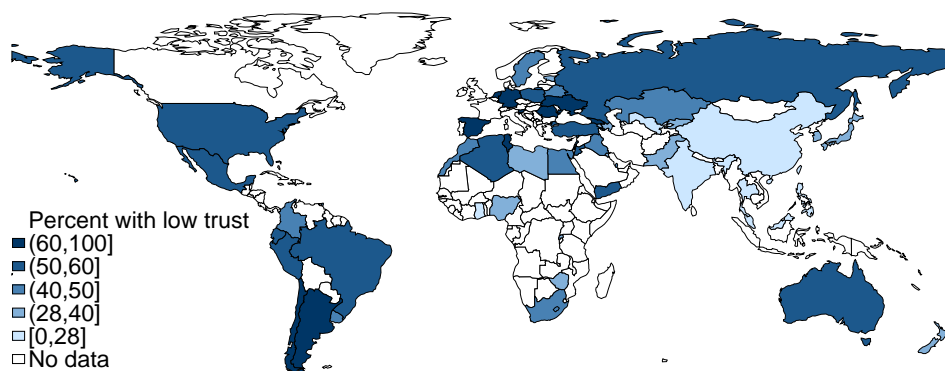 Percent with low trust
(60,100]
(50,60]
(40,50]
(28,40]
[0,28]
No data